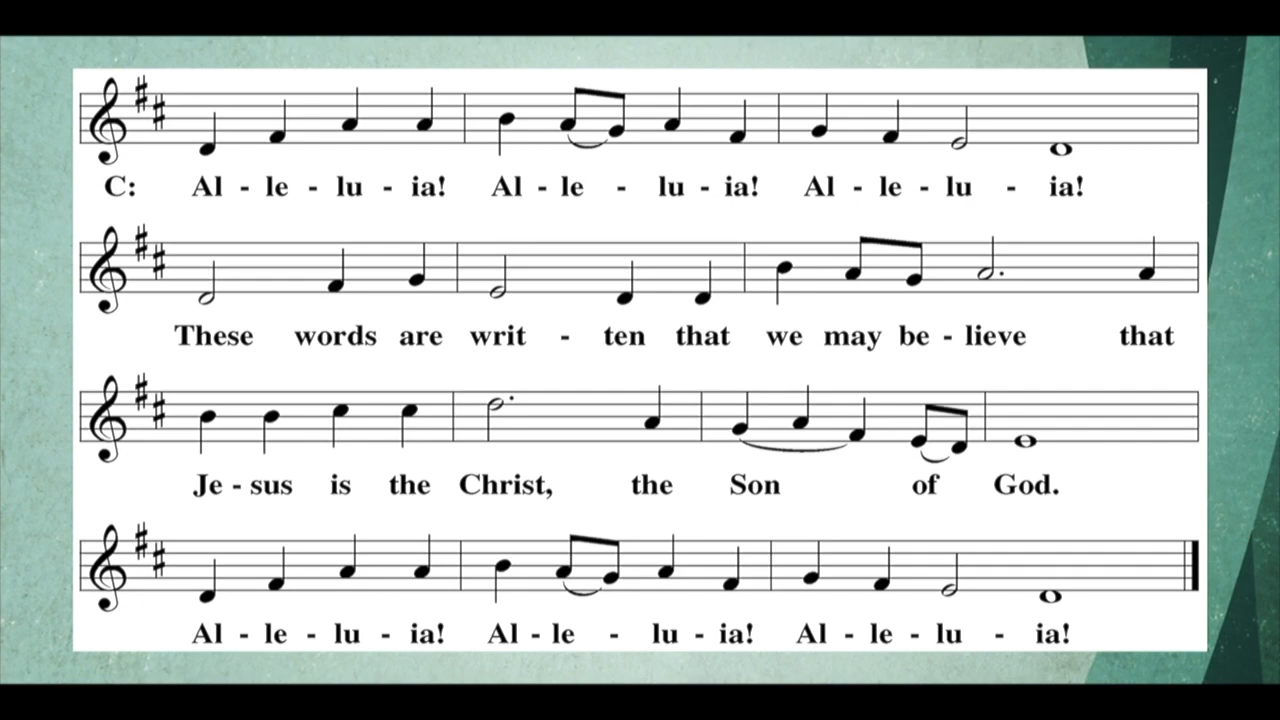 C: Al - le - lu - ia! Al - le - lu - ia! Al - le - lu - ia!
These words are writ - ten that we may be - lieve that
Je - sus is the Christ, the Son of God.
Al - le - lu - ia! Al - le - lu - ia! Al - le - lu - ia!